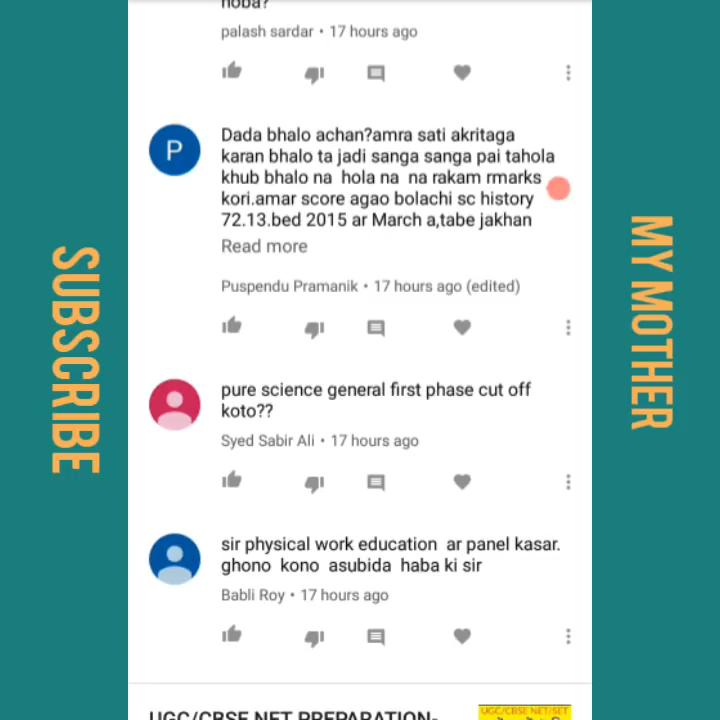 noba?
palash sardar • 17 hours ago
P
Dada bhalo achan?amra sati akritaga
karan bhalo ta jadi sanga sanga pai tahola
khub bhalo na hola na na rakam rmarks
kori.amar score agao bolachi sc history
72.13.bed 2015 ar March a,tabe jakhan
Read more
Puspendu Pramanik • 17 hours ago (edited)
pure science general first phase cut off
koto??
Syed Sabir Ali • 17 hours ago
sir physical work education ar panel kasar.
ghono kono asubida haba ki sir
Babli Roy • 17 hours ago
UGC/CBSE NET PREPARATION-
UGC/CBSE NET/SET
SUBSCRIBE
MY MOTHER